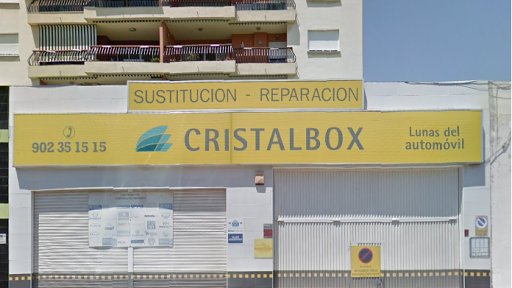 SUSTITUCION - REPARACION
902 35 15 15
CRISTALBOX
Lunas del
automóvil